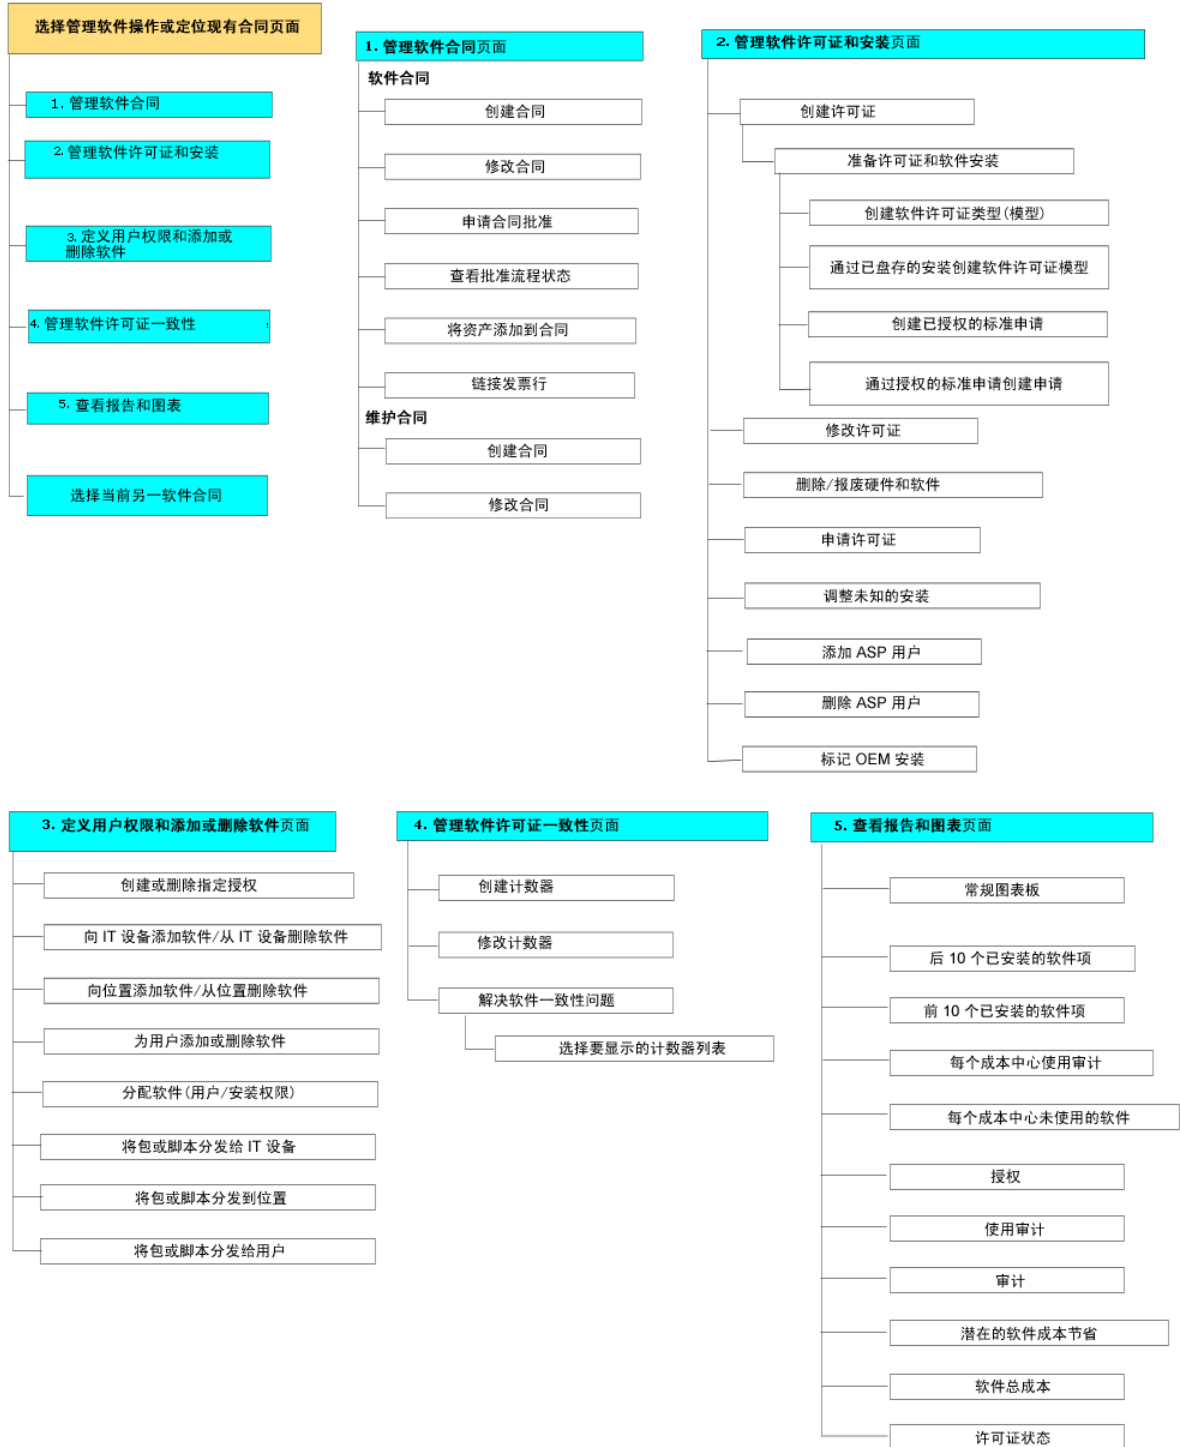 选择管理软件操作或定位现有合同页面
1. 管理软件合同
2. 管理软件许可证和安装
3. 定义用户权限和添加或
删除软件
4. 管理软件许可证一致性
5. 查看报告和图表
选择当前另一软件合同
1. 管理软件合同页面
软件合同
创建合同
修改合同
申请合同批准
查看批准流程状态
将资产添加到合同
链接发票行
维护合同
创建合同
修改合同
2. 管理软件许可证和安装页面
创建许可证
准备许可证和软件安装
创建软件许可证类型(模型)
通过已盘存的安装创建软件许可证模型
创建已授权的标准申请
通过授权的标准申请创建申请
修改许可证
删除/报废硬件和软件
申请许可证
调整未知的安装
添加 ASP 用户
删除 ASP 用户
标记 OEM 安装
3. 定义用户权限和添加或删除软件页面
创建或删除指定授权
向 IT 设备添加软件/从 IT 设备删除软件
向位置添加软件/从位置删除软件
为用户添加或删除软件
分配软件(用户/安装权限)
将包或脚本分发给 IT 设备
将包或脚本分发到位置
将包或脚本分发给用户
4. 管理软件许可证一致性页面
创建计数器
修改计数器
解决软件一致性问题
选择要显示的计数器列表
5. 查看报告和图表页面
常规图表板
后 10 个已安装的软件项
前 10 个已安装的软件项
每个成本中心使用审计
每个成本中心未使用的软件
授权
使用审计
审计
潜在的软件成本节省
软件总成本
许可证状态